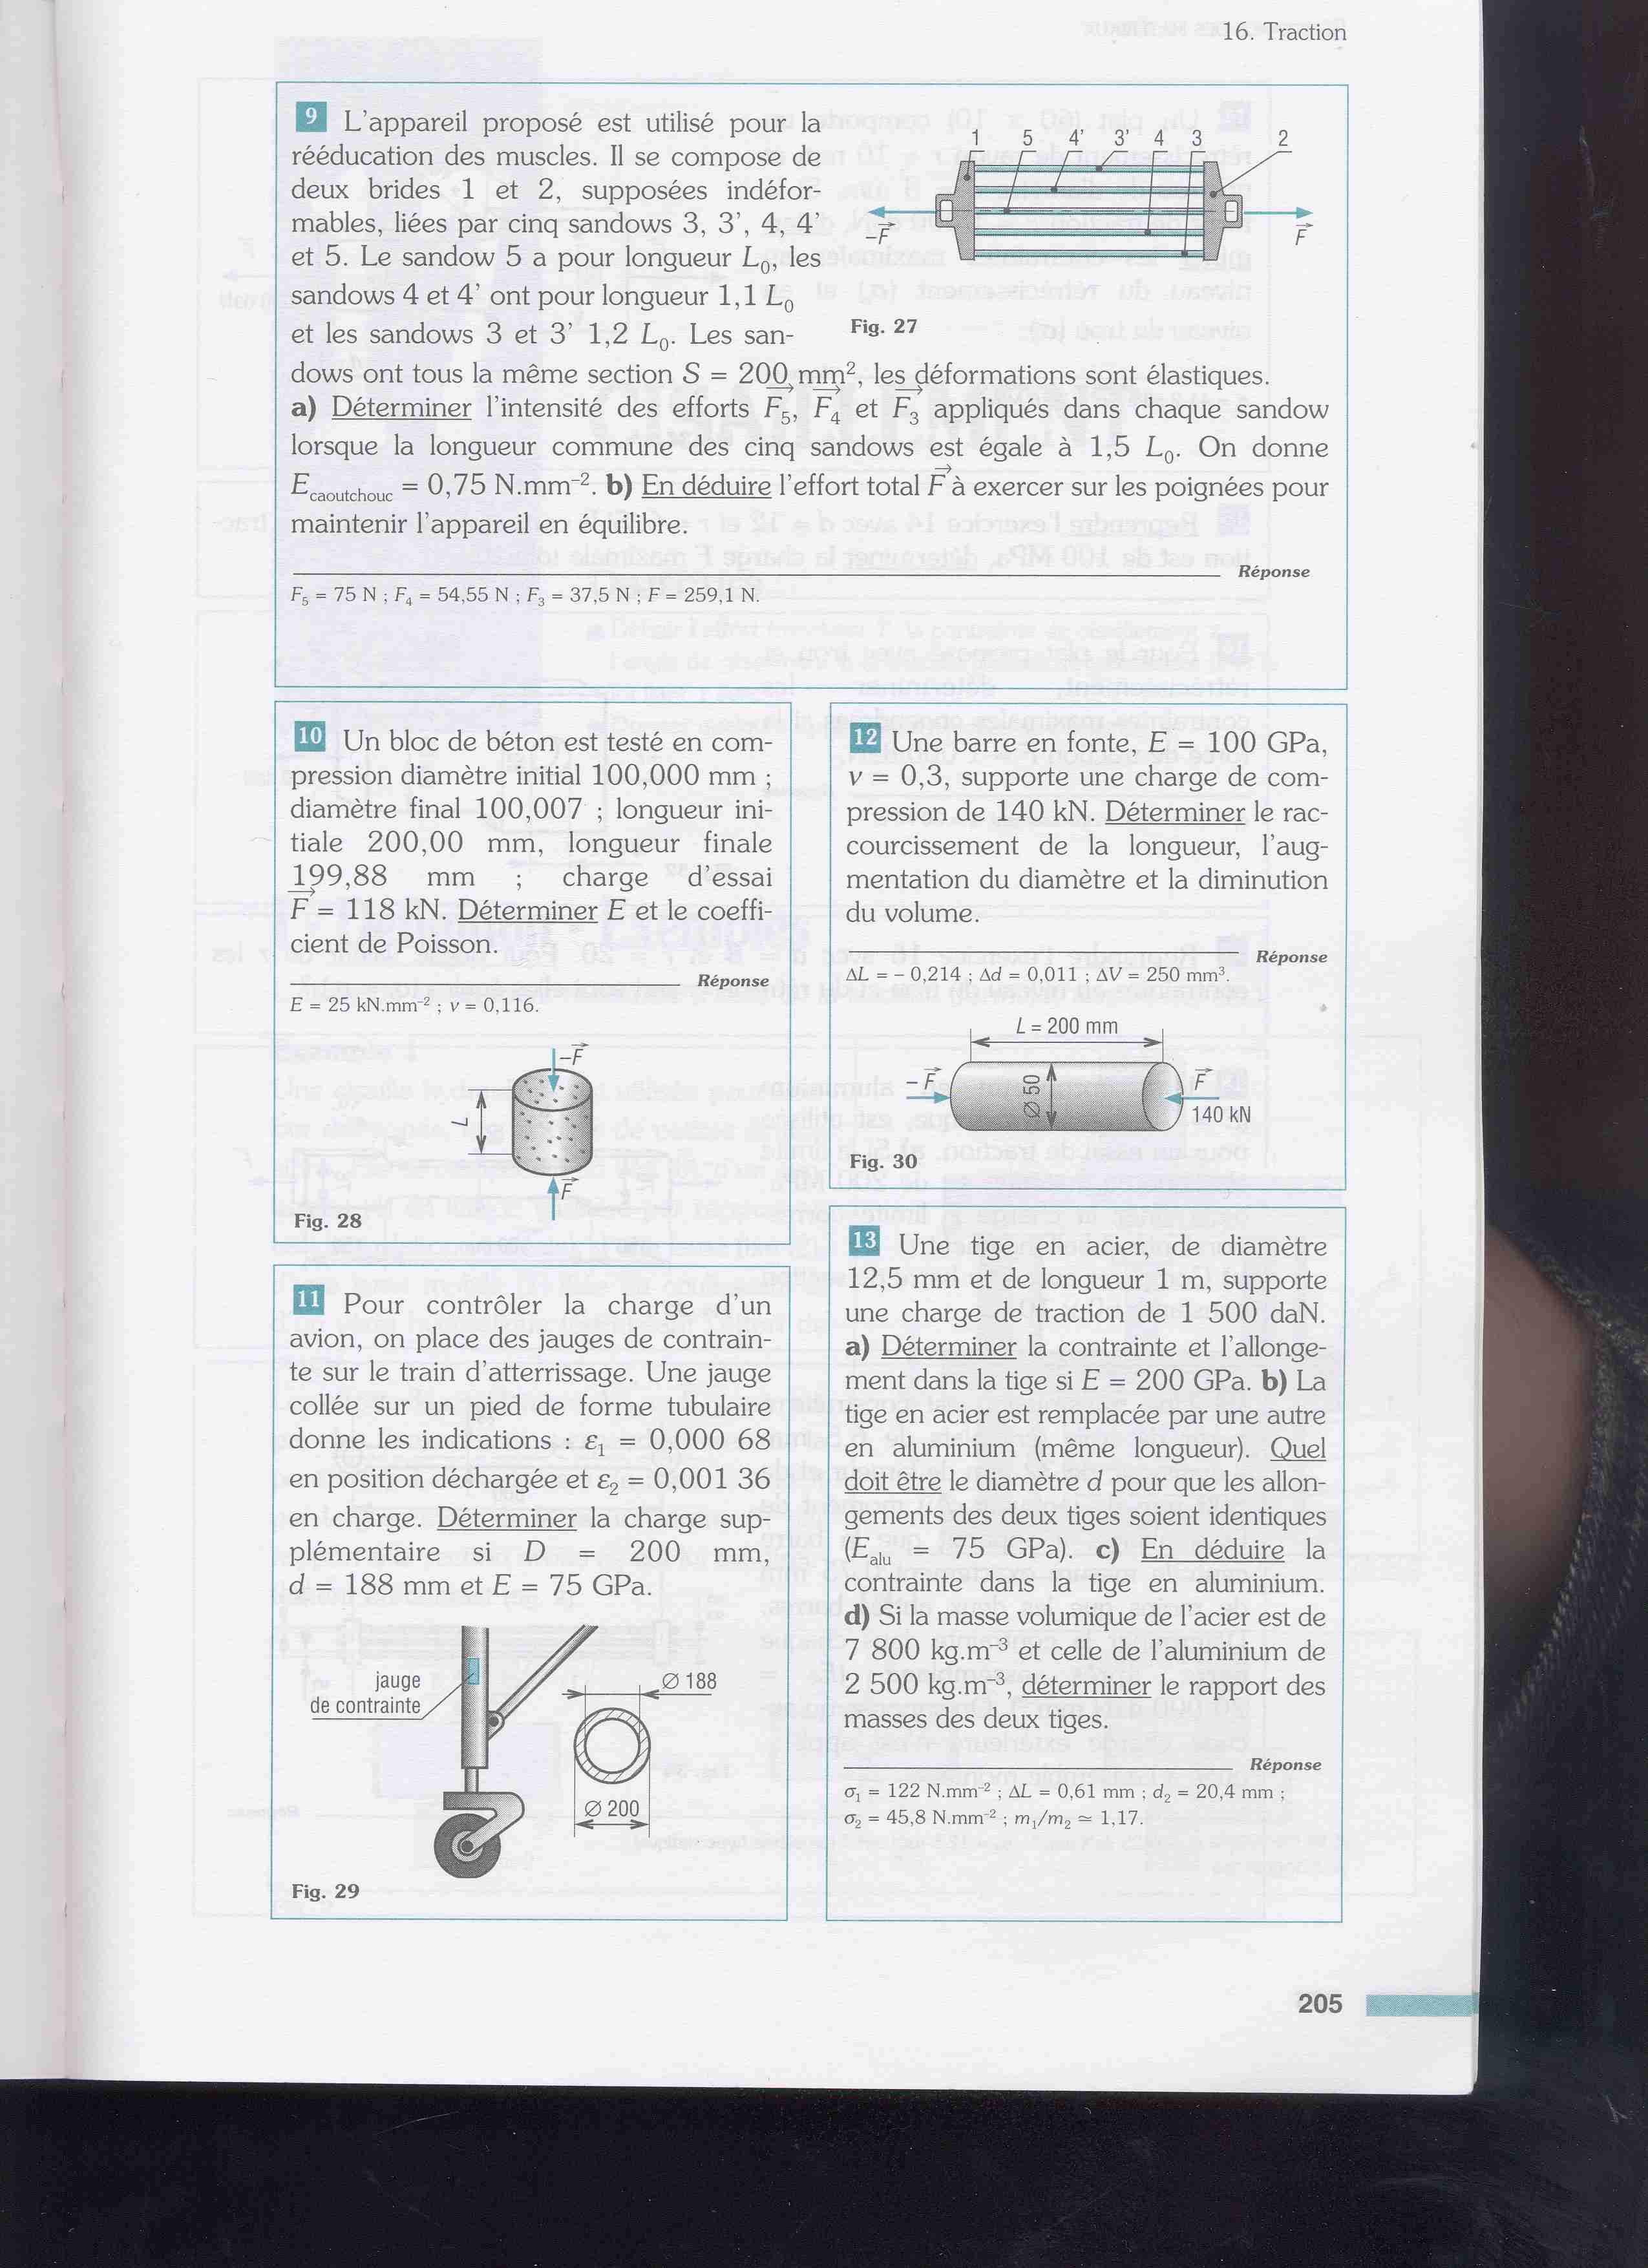 16. Traction
9 L'appareil proposé est utilisé pour la
rééducation des muscles. Il se compose de
deux brides 1 et 2, supposées indéfor-
mables, liées par cinq sandows 3, 3', 4, 4'
et 5. Le sandow 5 a pour longueur L₀, les
sandows 4 et 4' ont pour longueur 1,1 L₀
et les sandows 3 et 3' 1,2 L₀. Les san-
1 5 4' 3' 4 3 2
-F⃗ F⃗
Fig. 27
dows ont tous la même section S = 200 mm², les déformations sont élastiques.
a) Déterminer l'intensité des efforts F⃗₅, F⃗₄ et F⃗₃ appliqués dans chaque sandow
lorsque la longueur commune des cinq sandows est égale à 1,5 L₀. On donne
E caoutchouc = 0,75 N.mm⁻². b) En déduire l'effort total F⃗ à exercer sur les poignées pour
maintenir l'appareil en équilibre.
Réponse
F₅ = 75 N ; F₄ = 54,55 N ; F₃ = 37,5 N ; F = 259,1 N.
10 Un bloc de béton est testé en com-
pression diamètre initial 100,000 mm ;
diamètre final 100,007 ; longueur ini-
tiale 200,00 mm, longueur finale
199,88 mm ; charge d'essai
F⃗ = 118 kN. Déterminer E et le coeffi-
cient de Poisson.
Réponse
E = 25 kN.mm⁻² ; ν = 0,116.
-F⃗
L
F⃗
Fig. 28
11 Pour contrôler la charge d'un
avion, on place des jauges de contrain-
te sur le train d'atterrissage. Une jauge
collée sur un pied de forme tubulaire
donne les indications : ε₁ = 0,000 68
en position déchargée et ε₂ = 0,001 36
en charge. Déterminer la charge sup-
plémentaire si D = 200 mm,
d = 188 mm et E = 75 GPa.
jauge
de contrainte
Ø 188
Ø 200
Fig. 29
12 Une barre en fonte, E = 100 GPa,
ν = 0,3, supporte une charge de com-
pression de 140 kN. Déterminer le rac-
courcissement de la longueur, l'aug-
mentation du diamètre et la diminution
du volume.
Réponse
ΔL = – 0,214 ; Δd = 0,011 ; ΔV = 250 mm³.
L = 200 mm
-F⃗
Ø 50
F⃗
140 kN
Fig. 30
13 Une tige en acier, de diamètre
12,5 mm et de longueur 1 m, supporte
une charge de traction de 1 500 daN.
a) Déterminer la contrainte et l'allonge-
ment dans la tige si E = 200 GPa. b) La
tige en acier est remplacée par une autre
en aluminium (même longueur). Quel
doit être le diamètre d pour que les allon-
gements des deux tiges soient identiques
(E alu = 75 GPa). c) En déduire la
contrainte dans la tige en aluminium.
d) Si la masse volumique de l'acier est de
7 800 kg.m⁻³ et celle de l'aluminium de
2 500 kg.m⁻³, déterminer le rapport des
masses des deux tiges.
Réponse
σ₁ = 122 N.mm⁻² ; ΔL = 0,61 mm ; d₂ = 20,4 mm ;
σ₂ = 45,8 N.mm⁻² ; m₁/m₂ ≃ 1,17.
205